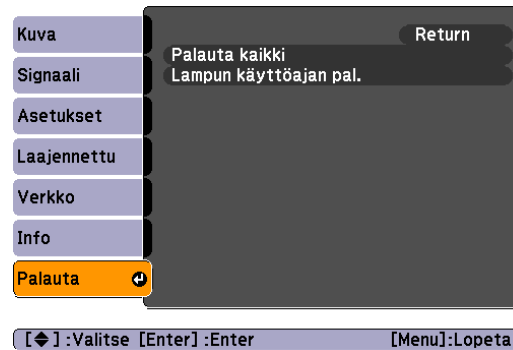 Kuva
Signaali
Asetukset
Laajennettu
Verkko
Info
Palauta
Return
Palauta kaikki
Lampun käyttöajan pal.
[◆] :Valitse [Enter] :Enter [Menu]:Lopeta